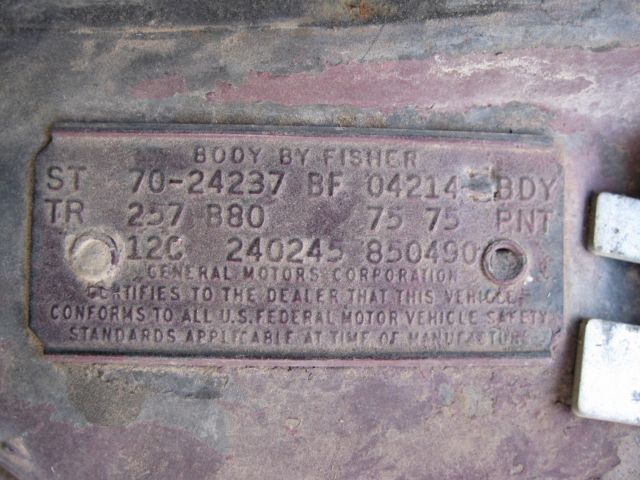 BODY BY FISHER
ST 70-24237 BF 04214 BDY
TR 257 B80 75 75 PNT
12C 240245 850490
GENERAL MOTORS CORPORATION
CERTIFIES TO THE DEALER THAT THIS VEHICLE
CONFORMS TO ALL U.S. FEDERAL MOTOR VEHICLE SAFETY
STANDARDS APPLICABLE AT TIME OF MANUFACTURE